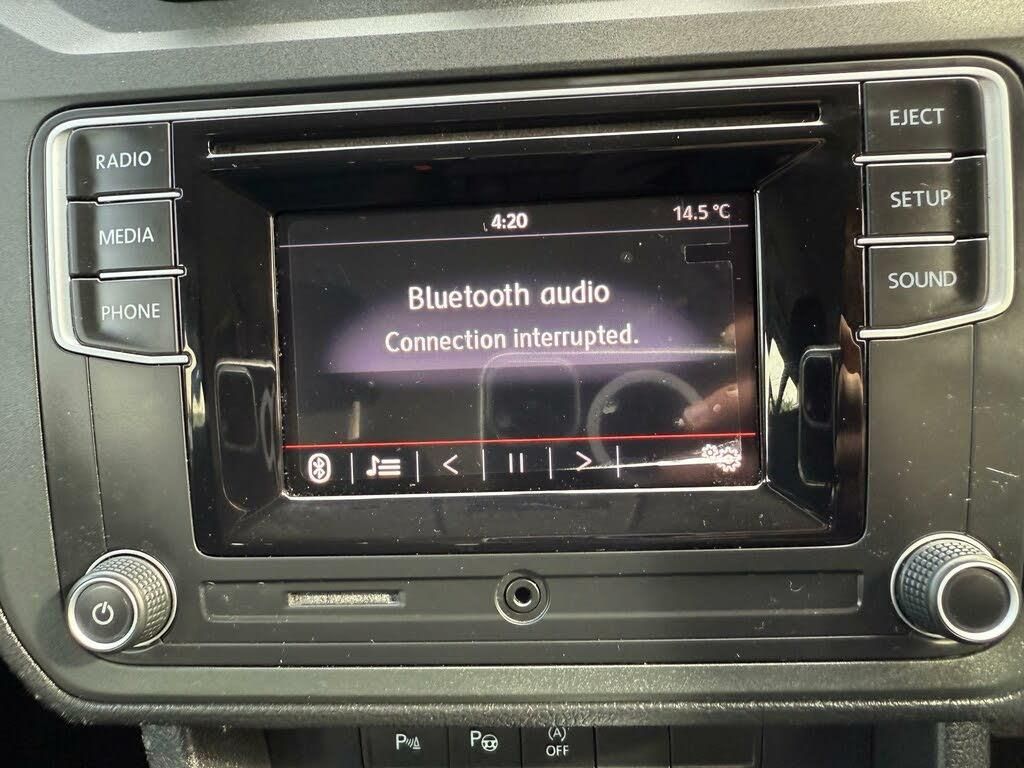 RADIO
MEDIA
PHONE
4:20
14.5 °C
Bluetooth audio
Connection interrupted.
EJECT
SETUP
SOUND
P
P
A
OFF